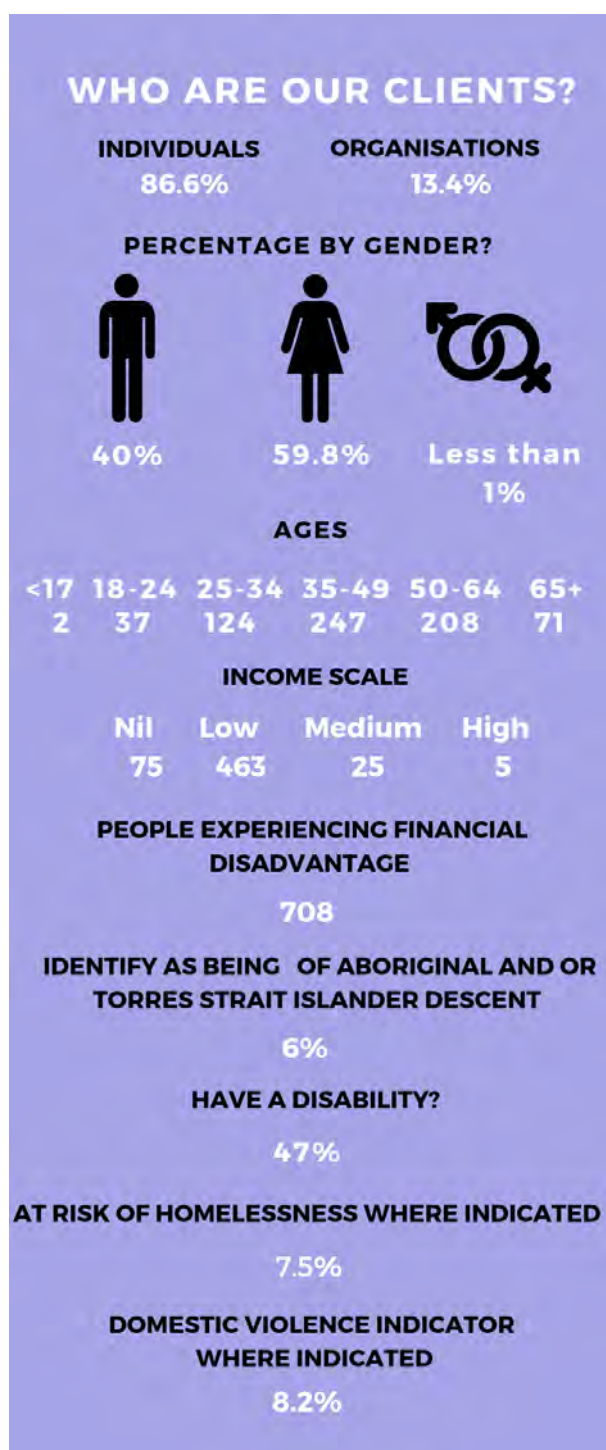 WHO ARE OUR CLIENTS?
INDIVIDUALS ORGANISATIONS
86.6% 13.4%
PERCENTAGE BY GENDER?
40% 59.8% Less than
1%
AGES
<17 18-24 25-34 35-49 50-64 65+
2 37 124 247 208 71
INCOME SCALE
Nil Low Medium High
75 463 25 5
PEOPLE EXPERIENCING FINANCIAL
DISADVANTAGE
708
IDENTIFY AS BEING OF ABORIGINAL AND OR
TORRES STRAIT ISLANDER DESCENT
6%
HAVE A DISABILITY?
47%
AT RISK OF HOMELESSNESS WHERE INDICATED
7.5%
DOMESTIC VIOLENCE INDICATOR
WHERE INDICATED
8.2%